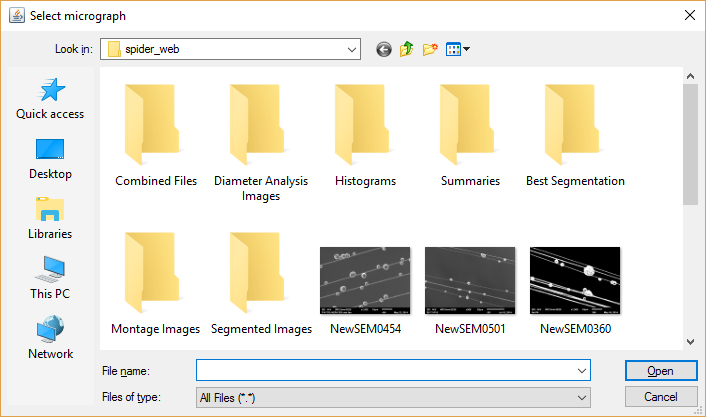 Select micrograph
Look in:
spider_web
Quick access
Desktop
Libraries
This PC
Network
Combined Files
Diameter Analysis
Images
Histograms
Summaries
Best Segmentation
Montage Images
Segmented Images
NewSEM0454
NewSEM0501
NewSEM0360
File name:
Open
Files of type:
All Files (*.*)
Cancel